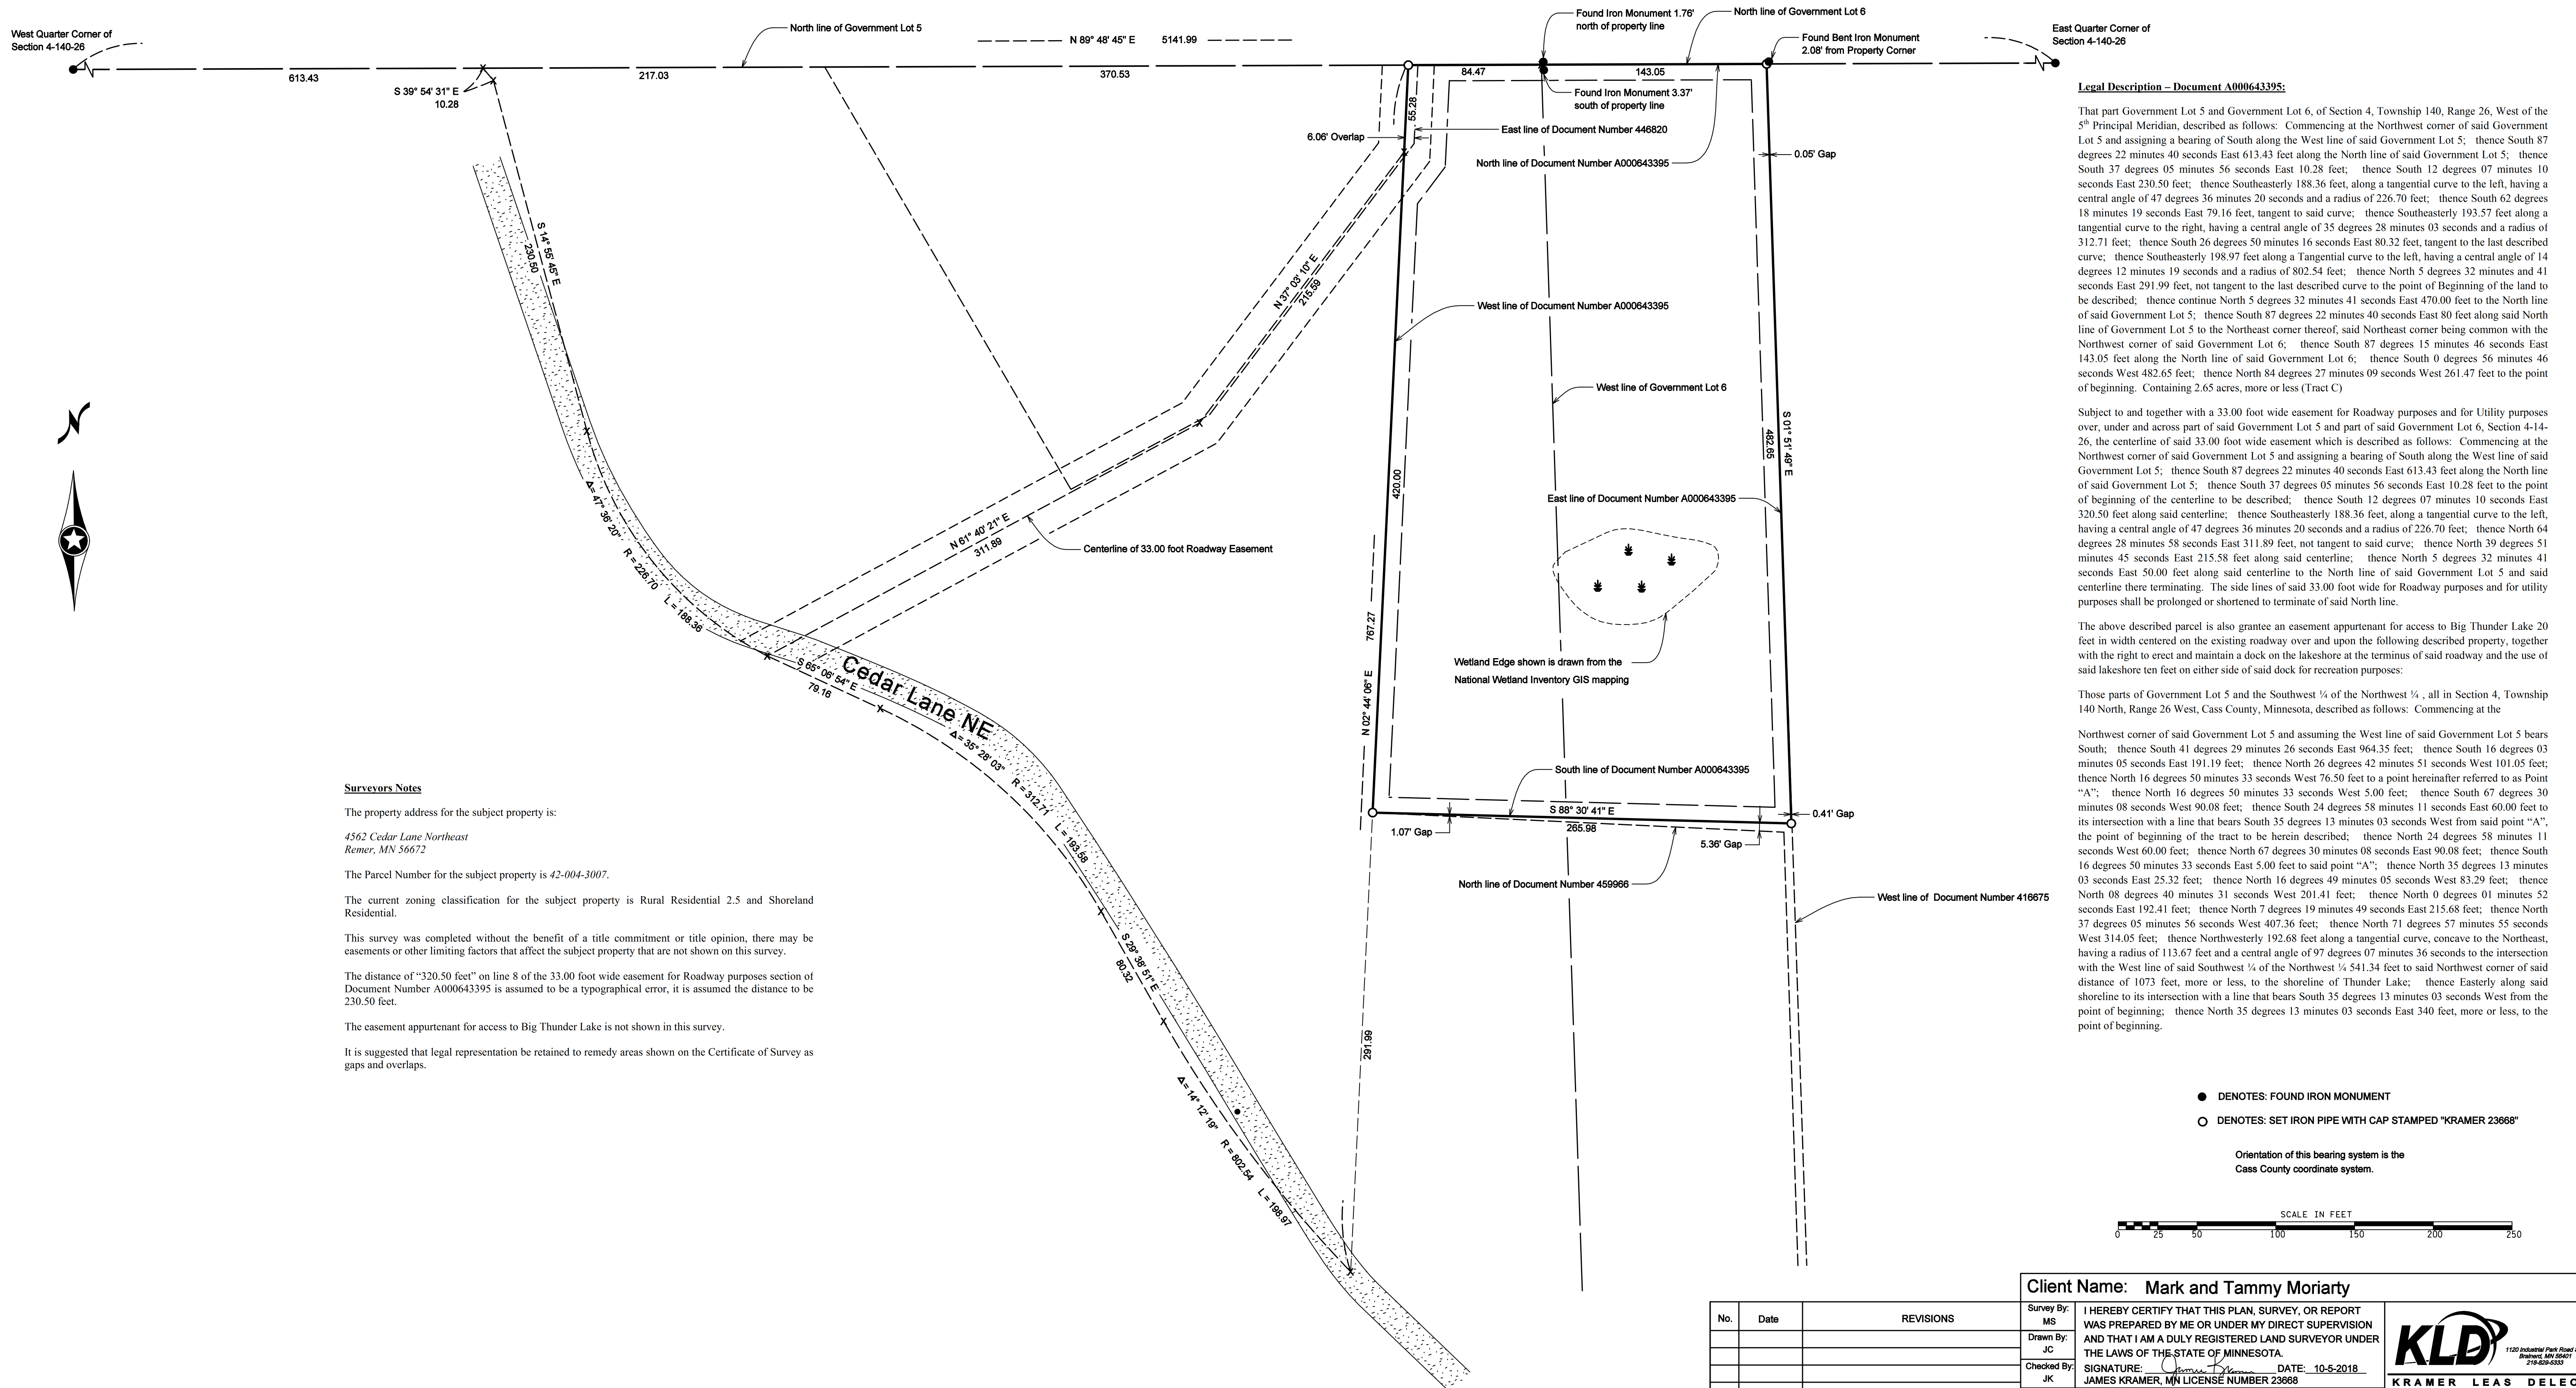 West Quarter Corner of
Section 4-140-26
North line of Government Lot 5
N 89° 48' 45" E 5141.99
Found Iron Monument 1.76'
north of property line
North line of Government Lot 6
Found Bent Iron Monument
2.08' from Property Corner
East Quarter Corner of
Section 4-140-26
613.43
217.03
370.53
84.47
143.05
S 39° 54' 31" E
10.28
Found Iron Monument 3.37'
south of property line
55.28
6.06' Overlap
East line of Document Number 446820
North line of Document Number A000643395
0.05' Gap
S 14° 55' 45" E
230.50
N 37° 03' 10" E
215.59
West line of Document Number A000643395
West line of Government Lot 6
S 01° 51' 49" E
482.65
420.00
East line of Document Number A000643395
Δ= 47° 36' 20" R = 226.70 L = 188.36
N 61° 40' 21" E
311.89
Centerline of 33.00 foot Roadway Easement
767.27
N 02° 44' 06" E
Wetland Edge shown is drawn from the
National Wetland Inventory GIS mapping
S 65° 06' 54" E
79.16
Cedar Lane NE
Δ= 35° 28' 03" R = 312.71 L = 193.58
South line of Document Number A000643395
S 88° 30' 41" E
265.98
1.07' Gap
0.41' Gap
5.36' Gap
North line of Document Number 459966
West line of Document Number 416675
S 29° 38' 51" E
80.32
291.99
Δ= 14° 12' 19" R = 802.54 L = 198.97
Surveyors Notes
The property address for the subject property is:
4562 Cedar Lane Northeast
Remer, MN 56672
The Parcel Number for the subject property is 42-004-3007.
The current zoning classification for the subject property is Rural Residential 2.5 and Shoreland
Residential.
This survey was completed without the benefit of a title commitment or title opinion, there may be
easements or other limiting factors that affect the subject property that are not shown on this survey.
The distance of “320.50 feet” on line 8 of the 33.00 foot wide easement for Roadway purposes section of
Document Number A000643395 is assumed to be a typographical error, it is assumed the distance to be
230.50 feet.
The easement appurtenant for access to Big Thunder Lake is not shown in this survey.
It is suggested that legal representation be retained to remedy areas shown on the Certificate of Survey as
gaps and overlaps.
Legal Description – Document A000643395:
That part Government Lot 5 and Government Lot 6, of Section 4, Township 140, Range 26, West of the
5th Principal Meridian, described as follows: Commencing at the Northwest corner of said Government
Lot 5 and assigning a bearing of South along the West line of said Government Lot 5; thence South 87
degrees 22 minutes 40 seconds East 613.43 feet along the North line of said Government Lot 5; thence
South 37 degrees 05 minutes 56 seconds East 10.28 feet; thence South 12 degrees 07 minutes 10
seconds East 230.50 feet; thence Southeasterly 188.36 feet, along a tangential curve to the left, having a
central angle of 47 degrees 36 minutes 20 seconds and a radius of 226.70 feet; thence South 62 degrees
18 minutes 19 seconds East 79.16 feet, tangent to said curve; thence Southeasterly 193.57 feet along a
tangential curve to the right, having a central angle of 35 degrees 28 minutes 03 seconds and a radius of
312.71 feet; thence South 26 degrees 50 minutes 16 seconds East 80.32 feet, tangent to the last described
curve; thence Southeasterly 198.97 feet along a Tangential curve to the left, having a central angle of 14
degrees 12 minutes 19 seconds and a radius of 802.54 feet; thence North 5 degrees 32 minutes and 41
seconds East 291.99 feet, not tangent to the last described curve to the point of Beginning of the land to
be described; thence continue North 5 degrees 32 minutes 41 seconds East 470.00 feet to the North line
of said Government Lot 5; thence South 87 degrees 22 minutes 40 seconds East 80 feet along said North
line of Government Lot 5 to the Northeast corner thereof, said Northeast corner being common with the
Northwest corner of said Government Lot 6; thence South 87 degrees 15 minutes 46 seconds East
143.05 feet along the North line of said Government Lot 6; thence South 0 degrees 56 minutes 46
seconds West 482.65 feet; thence North 84 degrees 27 minutes 09 seconds West 261.47 feet to the point
of beginning. Containing 2.65 acres, more or less (Tract C)
Subject to and together with a 33.00 foot wide easement for Roadway purposes and for Utility purposes
over, under and across part of said Government Lot 5 and part of said Government Lot 6, Section 4-14-
26, the centerline of said 33.00 foot wide easement which is described as follows: Commencing at the
Northwest corner of said Government Lot 5 and assigning a bearing of South along the West line of said
Government Lot 5; thence South 87 degrees 22 minutes 40 seconds East 613.43 feet along the North line
of said Government Lot 5; thence South 37 degrees 05 minutes 56 seconds East 10.28 feet to the point
of beginning of the centerline to be described; thence South 12 degrees 07 minutes 10 seconds East
320.50 feet along said centerline; thence Southeasterly 188.36 feet, along a tangential curve to the left,
having a central angle of 47 degrees 36 minutes 20 seconds and a radius of 226.70 feet; thence North 64
degrees 28 minutes 58 seconds East 311.89 feet, not tangent to said curve; thence North 39 degrees 51
minutes 45 seconds East 215.58 feet along said centerline; thence North 5 degrees 32 minutes 41
seconds East 50.00 feet along said centerline to the North line of said Government Lot 5 and said
centerline there terminating. The side lines of said 33.00 foot wide for Roadway purposes and for utility
purposes shall be prolonged or shortened to terminate of said North line.
The above described parcel is also grantee an easement appurtenant for access to Big Thunder Lake 20
feet in width centered on the existing roadway over and upon the following described property, together
with the right to erect and maintain a dock on the lakeshore at the terminus of said roadway and the use of
said lakeshore ten feet on either side of said dock for recreation purposes:
Those parts of Government Lot 5 and the Southwest ¼ of the Northwest ¼ , all in Section 4, Township
140 North, Range 26 West, Cass County, Minnesota, described as follows: Commencing at the
Northwest corner of said Government Lot 5 and assuming the West line of said Government Lot 5 bears
South; thence South 41 degrees 29 minutes 26 seconds East 964.35 feet; thence South 16 degrees 03
minutes 05 seconds East 191.19 feet; thence North 26 degrees 42 minutes 51 seconds West 101.05 feet;
thence North 16 degrees 50 minutes 33 seconds West 76.50 feet to a point hereinafter referred to as Point
“A”; thence North 16 degrees 50 minutes 33 seconds West 5.00 feet; thence South 67 degrees 30
minutes 08 seconds West 90.08 feet; thence South 24 degrees 58 minutes 11 seconds East 60.00 feet to
its intersection with a line that bears South 35 degrees 13 minutes 03 seconds West from said point “A”,
the point of beginning of the tract to be herein described; thence North 24 degrees 58 minutes 11
seconds West 60.00 feet; thence North 67 degrees 30 minutes 08 seconds East 90.08 feet; thence South
16 degrees 50 minutes 33 seconds East 5.00 feet to said point “A”; thence North 35 degrees 13 minutes
03 seconds East 25.32 feet; thence North 16 degrees 49 minutes 05 seconds West 83.29 feet; thence
North 08 degrees 40 minutes 31 seconds West 201.41 feet; thence North 0 degrees 01 minutes 52
seconds East 192.41 feet; thence North 7 degrees 19 minutes 49 seconds East 215.68 feet; thence North
37 degrees 05 minutes 56 seconds West 407.36 feet; thence North 71 degrees 57 minutes 55 seconds
West 314.05 feet; thence Northwesterly 192.68 feet along a tangential curve, concave to the Northeast,
having a radius of 113.67 feet and a central angle of 97 degrees 07 minutes 36 seconds to the intersection
with the West line of said Southwest ¼ of the Northwest ¼ 541.34 feet to said Northwest corner of said
distance of 1073 feet, more or less, to the shoreline of Thunder Lake; thence Easterly along said
shoreline to its intersection with a line that bears South 35 degrees 13 minutes 03 seconds West from the
point of beginning; thence North 35 degrees 13 minutes 03 seconds East 340 feet, more or less, to the
point of beginning.
DENOTES: FOUND IRON MONUMENT
DENOTES: SET IRON PIPE WITH CAP STAMPED "KRAMER 23668"
Orientation of this bearing system is the
Cass County coordinate system.
SCALE IN FEET
0 25 50 100 150 200 250
Client Name: Mark and Tammy Moriarty
No. Date REVISIONS
Survey By:
MS
Drawn By:
JC
Checked By:
JK
I HEREBY CERTIFY THAT THIS PLAN, SURVEY, OR REPORT
WAS PREPARED BY ME OR UNDER MY DIRECT SUPERVISION
AND THAT I AM A DULY REGISTERED LAND SURVEYOR UNDER
THE LAWS OF THE STATE OF MINNESOTA.
SIGNATURE: James Kramer DATE: 10-5-2018
JAMES KRAMER, MN LICENSE NUMBER 23668
KLD
1120 Industrial Park Road
Brainerd, MN 56401
218-829-5333
KRAMER LEAS DELEO